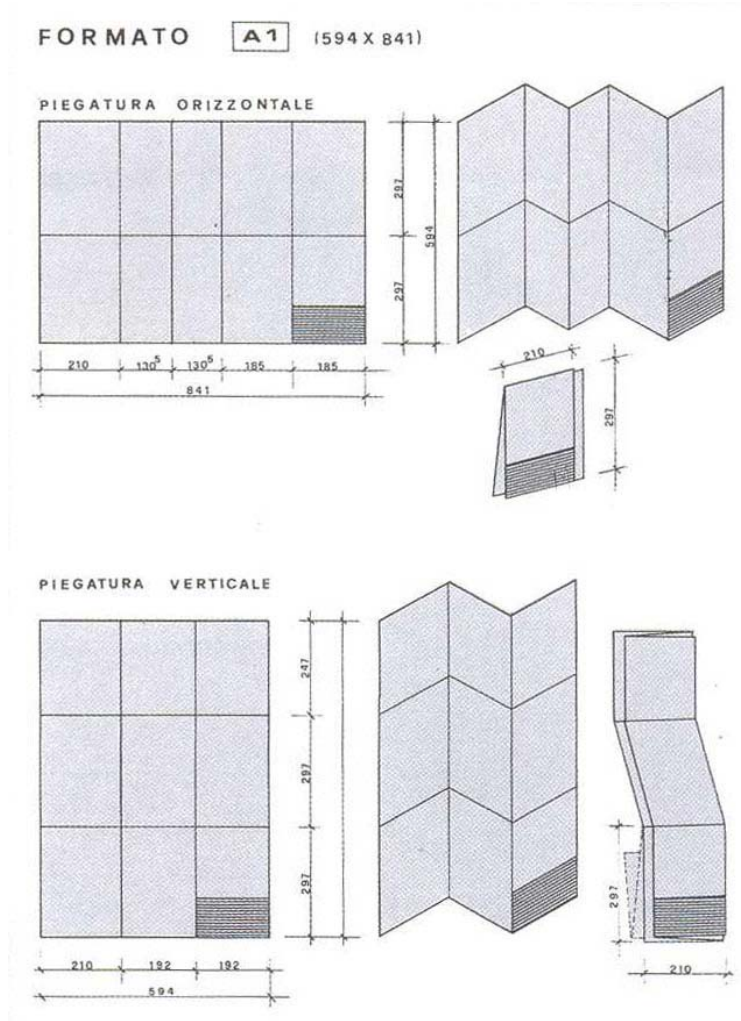 FORMATO A1 (594 X 841)
PIEGATURA ORIZZONTALE
297
594
297
210 130⁵ 130⁵ 185 185
841
210
297
PIEGATURA VERTICALE
247
297
297
297
210 192 192
594
210